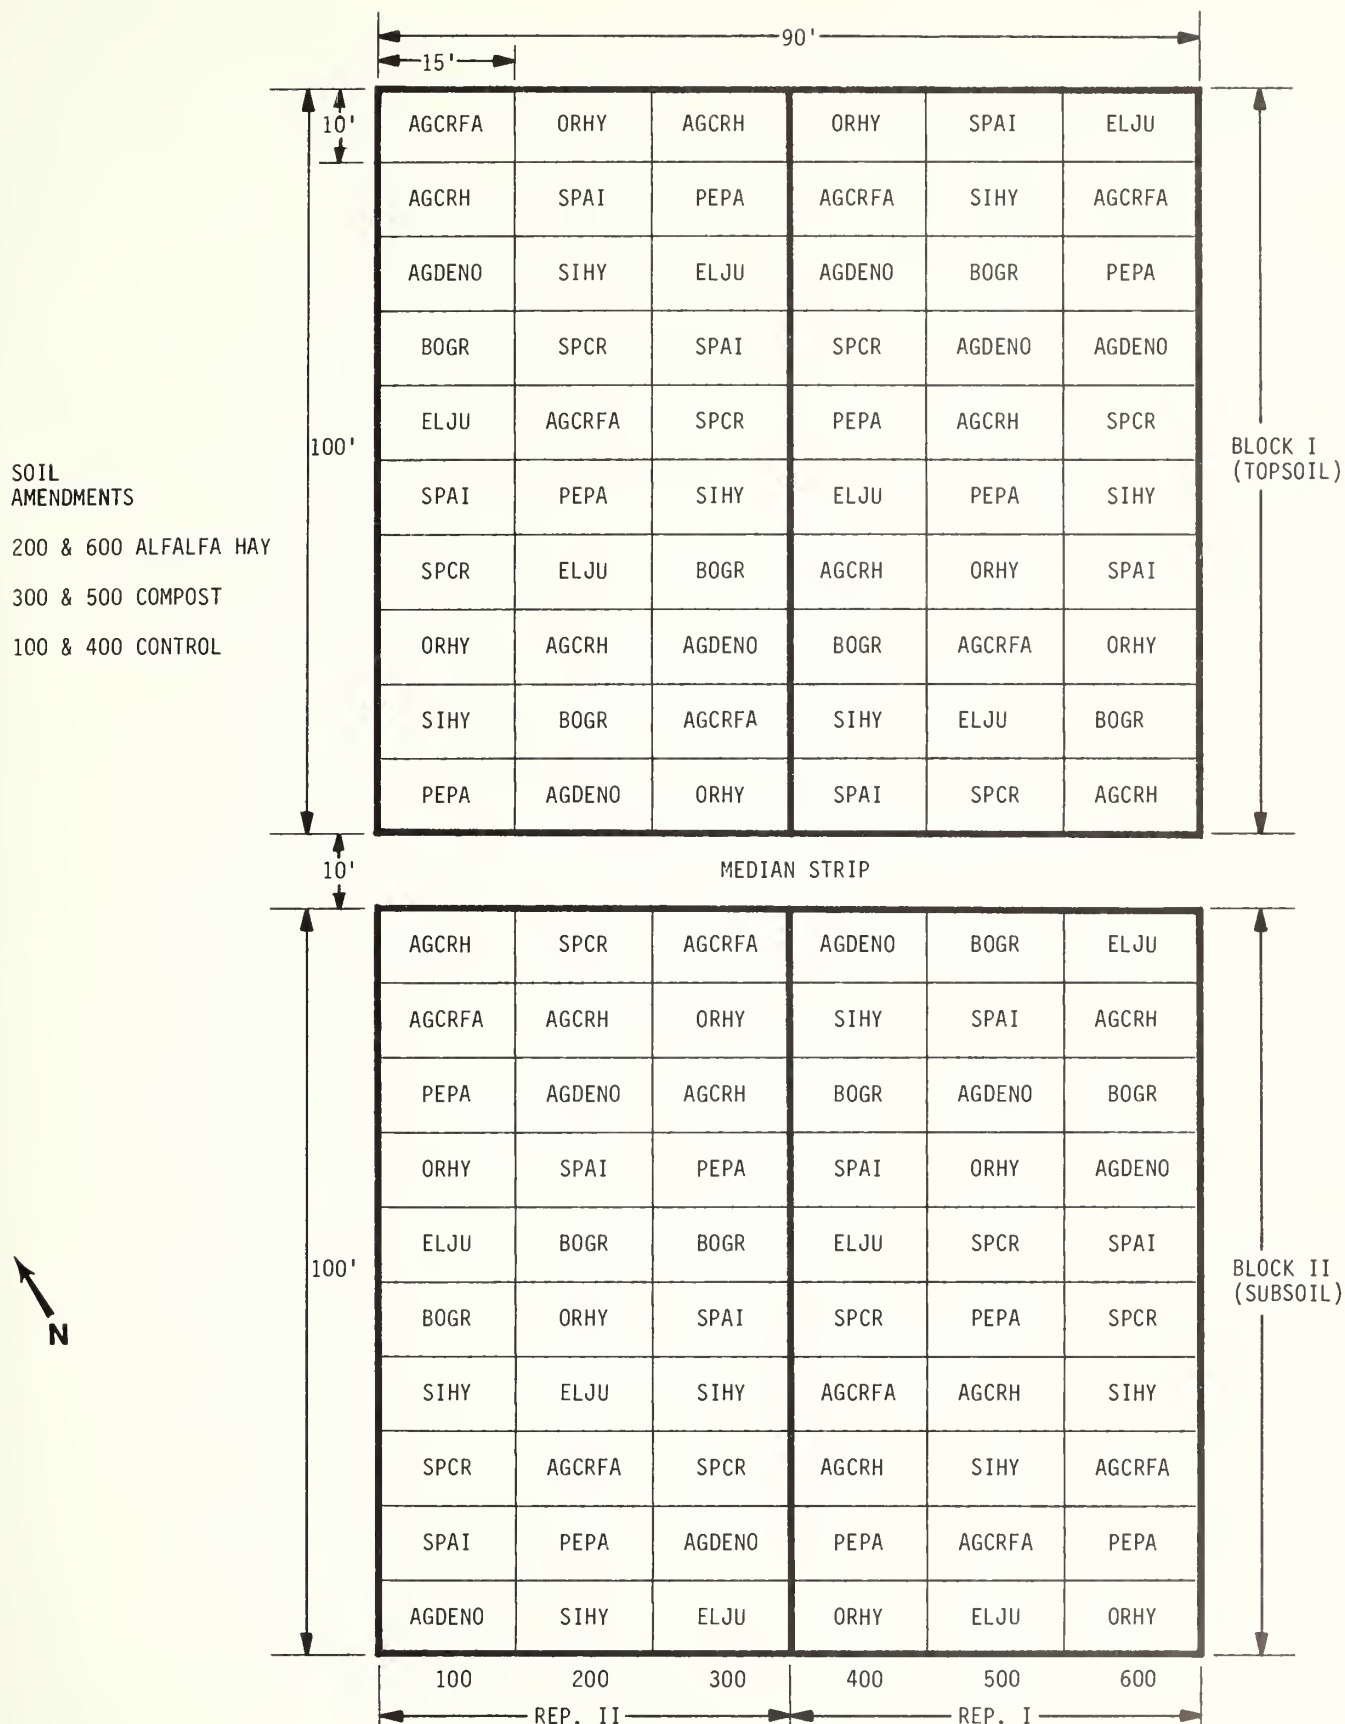 90'
15'
10'
AGCRFA ORHY AGCRH ORHY SPAI ELJU
AGCRH SPAI PEPA AGCRFA SIHY AGCRFA
AGDENO SIHY ELJU AGDENO BOGR PEPA
BOGR SPCR SPAI SPCR AGDENO AGDENO
ELJU AGCRFA SPCR PEPA AGCRH SPCR
100'
BLOCK I
(TOPSOIL)
SOIL
AMENDMENTS
200 & 600 ALFALFA HAY
300 & 500 COMPOST
100 & 400 CONTROL
SPAI PEPA SIHY ELJU PEPA SIHY
SPCR ELJU BOGR AGCRH ORHY SPAI
ORHY AGCRH AGDENO BOGR AGCRFA ORHY
SIHY BOGR AGCRFA SIHY ELJU BOGR
PEPA AGDENO ORHY SPAI SPCR AGCRH
10'
MEDIAN STRIP
AGCRH SPCR AGCRFA AGDENO BOGR ELJU
AGCRFA AGCRH ORHY SIHY SPAI AGCRH
PEPA AGDENO AGCRH BOGR AGDENO BOGR
ORHY SPAI PEPA SPAI ORHY AGDENO
ELJU BOGR BOGR ELJU SPCR SPAI
100'
BLOCK II
(SUBSOIL)
N
BOGR ORHY SPAI SPCR PEPA SPCR
SIHY ELJU SIHY AGCRFA AGCRH SIHY
SPCR AGCRFA SPCR AGCRH SIHY AGCRFA
SPAI PEPA AGDENO PEPA AGCRFA PEPA
AGDENO SIHY ELJU ORHY ELJU ORHY
100 200 300 400 500 600
REP. II REP. I